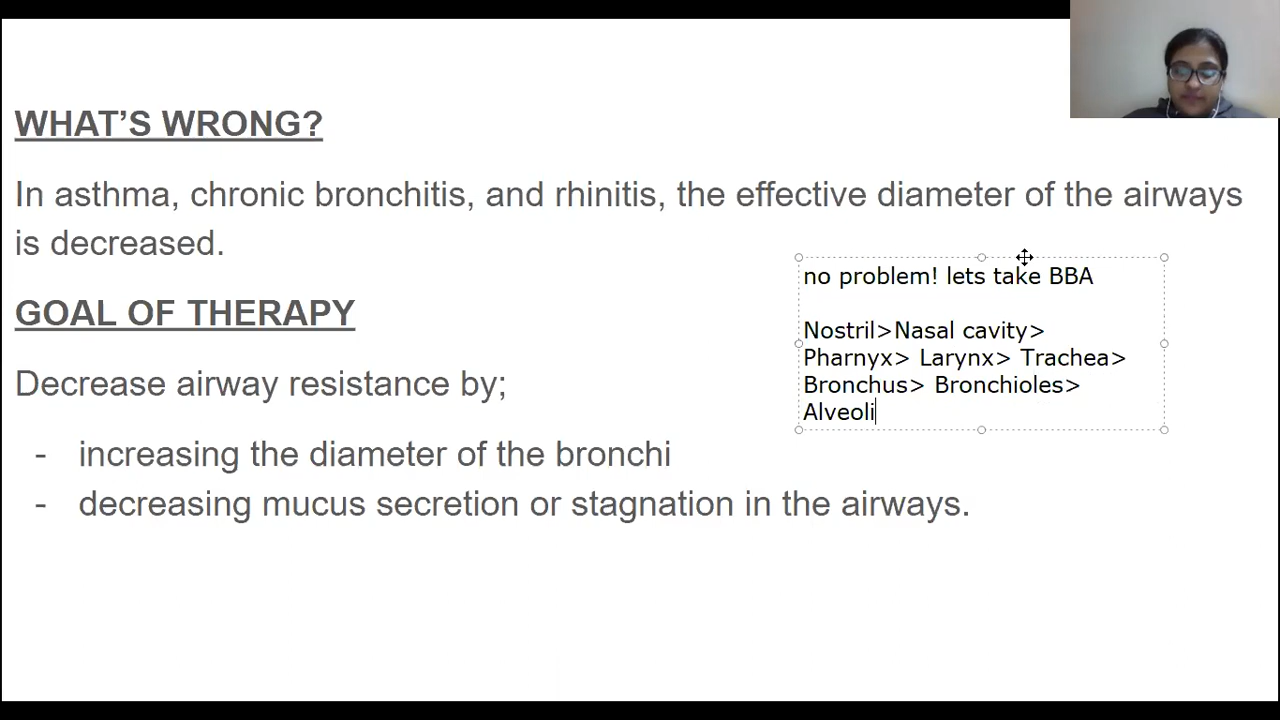 WHAT'S WRONG?
In asthma, chronic bronchitis, and rhinitis, the effective diameter of the airways
is decreased.
no problem! lets take BBA
Nostril>Nasal cavity>
Pharnyx> Larynx> Trachea>
Bronchus> Bronchioles>
Alveoli
GOAL OF THERAPY
Decrease airway resistance by;
- increasing the diameter of the bronchi
- decreasing mucus secretion or stagnation in the airways.